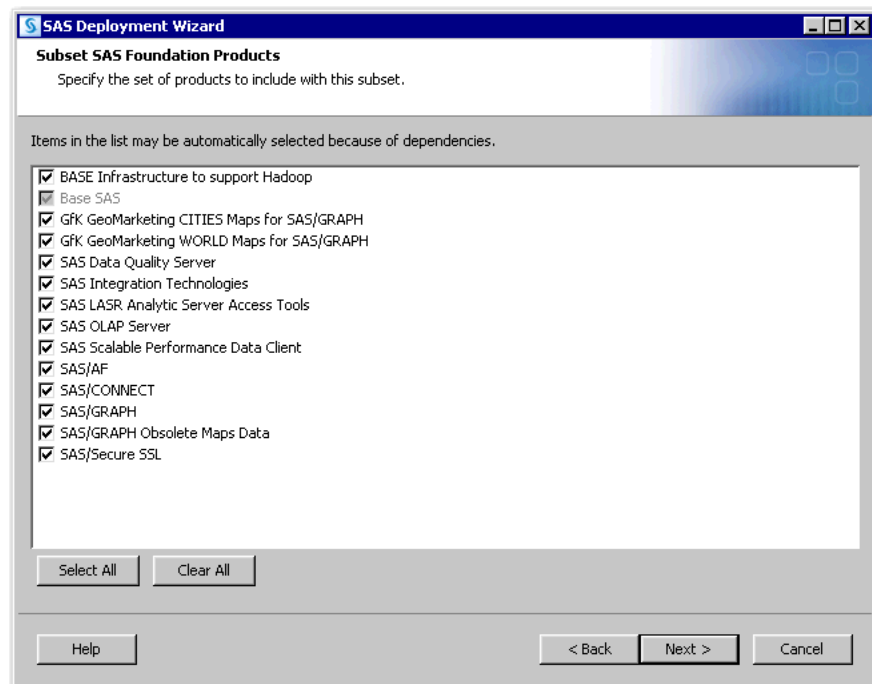 SAS Deployment Wizard
Subset SAS Foundation Products
Specify the set of products to include with this subset.
Items in the list may be automatically selected because of dependencies.
BASE Infrastructure to support Hadoop
Base SAS
GfK GeoMarketing CITIES Maps for SAS/GRAPH
GfK GeoMarketing WORLD Maps for SAS/GRAPH
SAS Data Quality Server
SAS Integration Technologies
SAS LASR Analytic Server Access Tools
SAS OLAP Server
SAS Scalable Performance Data Client
SAS/AF
SAS/CONNECT
SAS/GRAPH
SAS/GRAPH Obsolete Maps Data
SAS/Secure SSL
Select All Clear All
Help < Back Next > Cancel